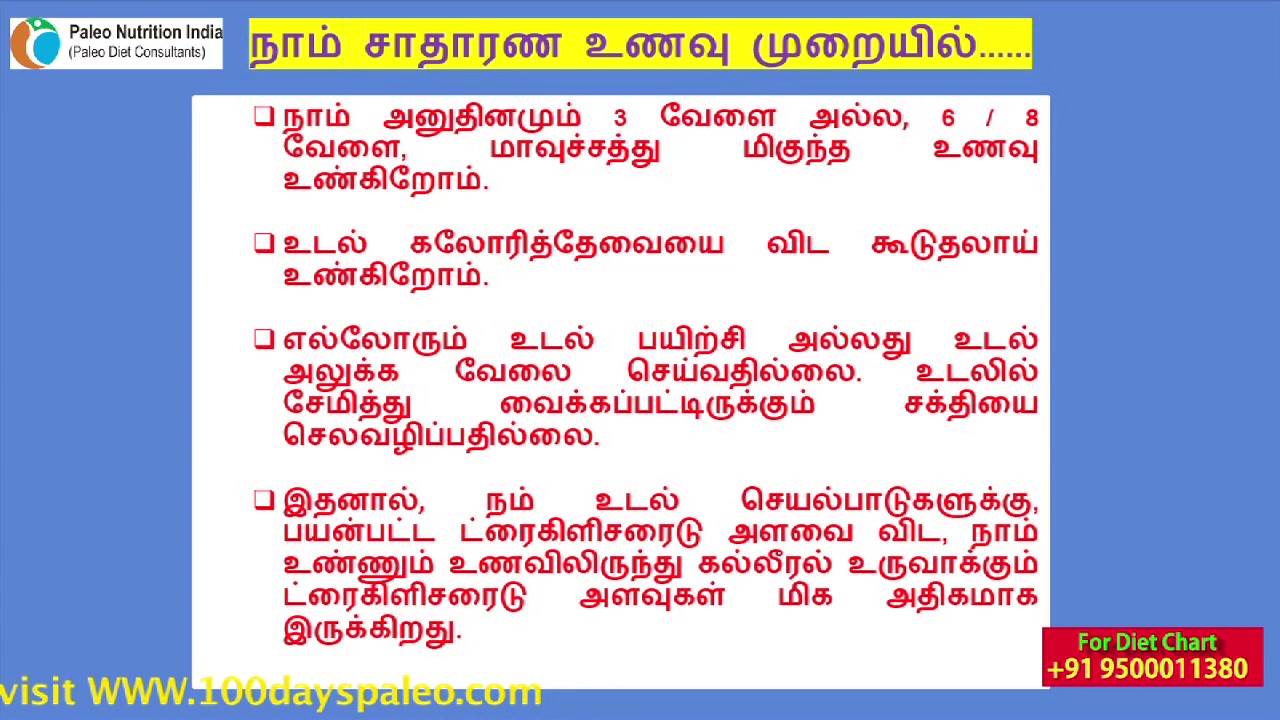 Paleo Nutrition India
(Paleo Diet Consultants)
நாம் சாதாரண உணவு முறையில்......
நாம் அனுதினமும் 3 வேளை அல்ல, 6 / 8
வேளை, மாவுச்சத்து மிகுந்த உணவு
உண்கிறோம்.
உடல் கலோரித்தேவையை விட கூடுதலாய்
உண்கிறோம்.
எல்லோரும் உடல் பயிற்சி அல்லது உடல்
அலுக்க வேலை செய்வதில்லை. உடலில்
சேமித்து வைக்கப்பட்டிருக்கும் சக்தியை
செலவழிப்பதில்லை.
இதனால், நம் உடல் செயல்பாடுகளுக்கு,
பயன்பட்ட ட்ரைகிளிசரைடு அளவை விட, நாம்
உண்ணும் உணவிலிருந்து கல்லீரல் உருவாக்கும்
ட்ரைகிளிசரைடு அளவுகள் மிக அதிகமாக
இருக்கிறது.
For Diet Chart
+91 9500011380
visit WWW.100dayspaleo.com